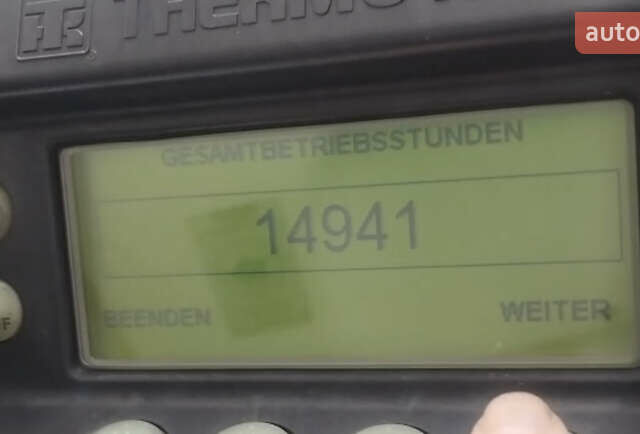 THERMO
auto
GESAMTBETRIEBSSTUNDEN
14941
BEENDEN
WEITER